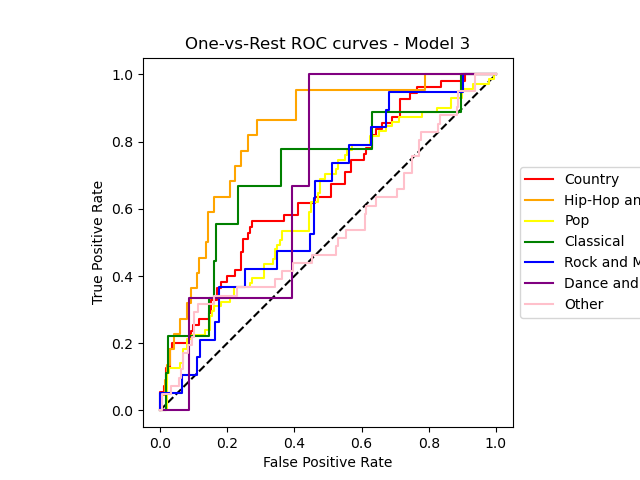 One-vs-Rest ROC curves - Model 3
1.0
0.8
0.6
0.4
0.2
0.0
True Positive Rate
0.0 0.2 0.4 0.6 0.8 1.0
False Positive Rate
Country
Hip-Hop an
Pop
Classical
Rock and M
Dance and
Other